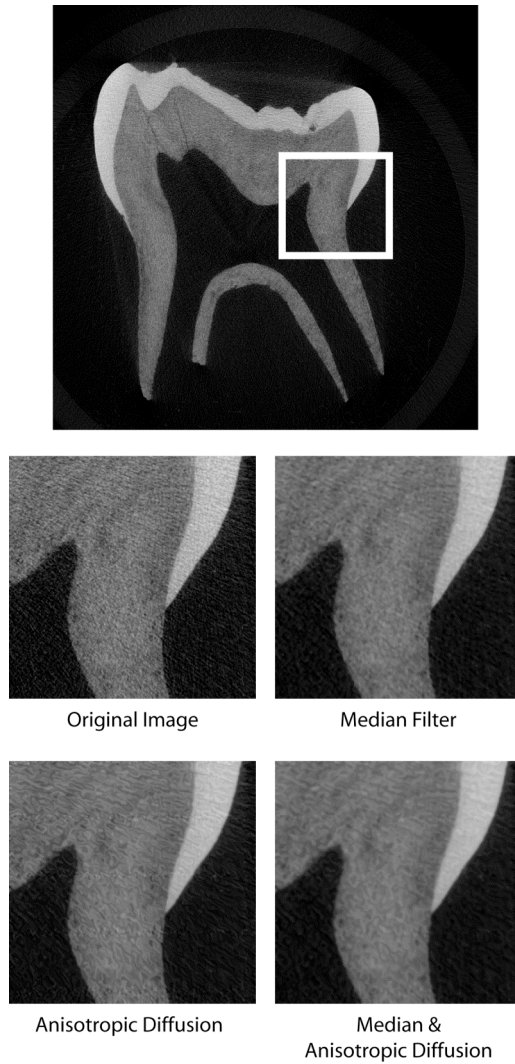 Original Image
Median Filter
Anisotropic Diffusion
Median &
Anisotropic Diffusion